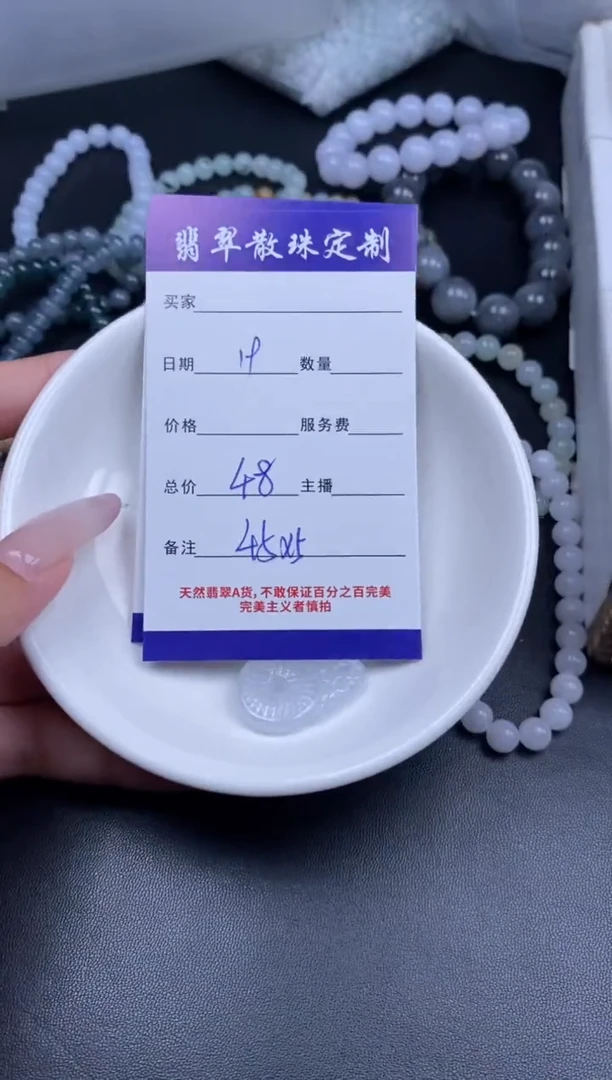 翡翠散珠定制
买家
日期 数量
价格 服务费
总价 48 主播
备注 45x5
天然翡翠A货,不敢保证百分之百完美
完美主义者慎拍